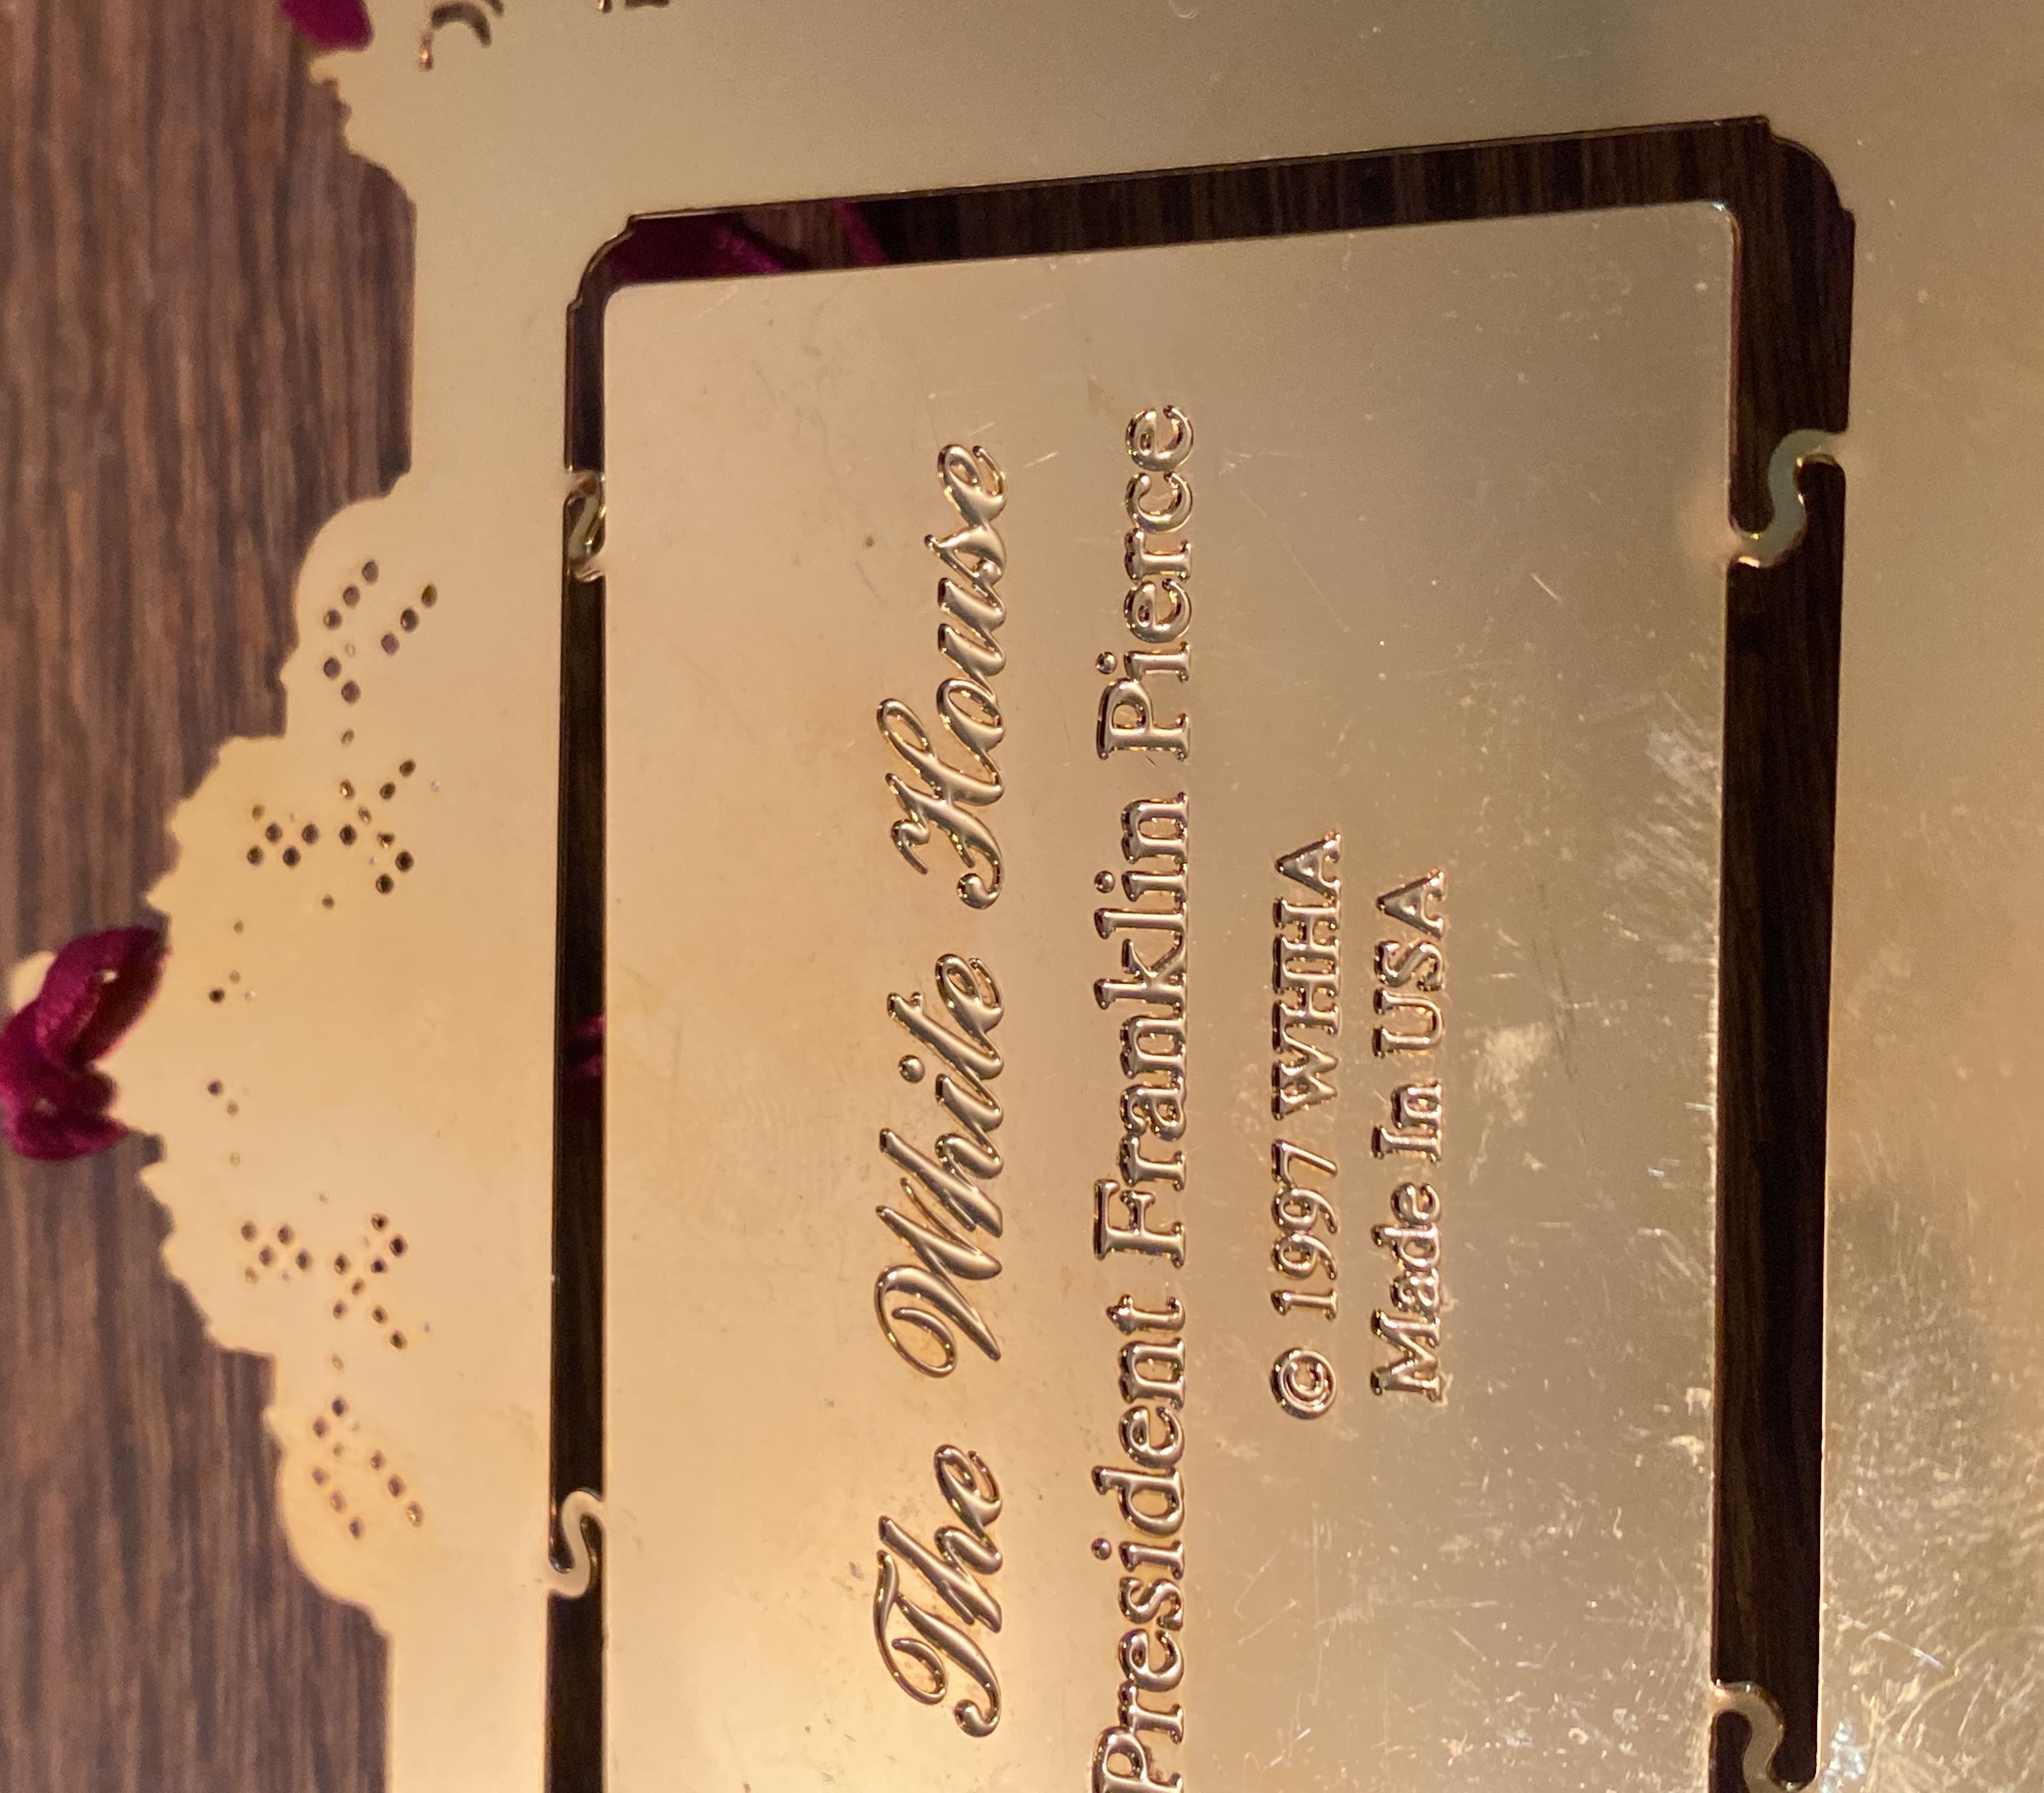 The White House
President Franklin Pierce
© 1997 WHHA
Made In USA